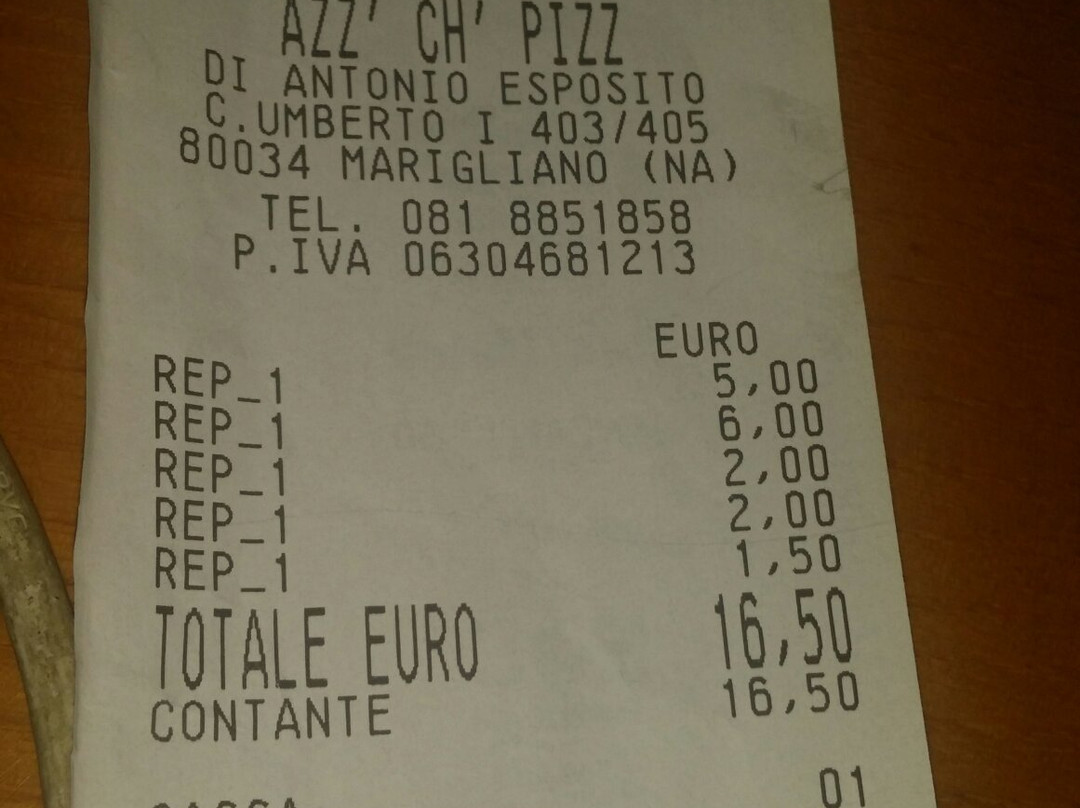 AZZ' CH' PIZZ
DI ANTONIO ESPOSITO
C.UMBERTO I 403/405
80034 MARIGLIANO (NA)
TEL. 081 8851858
P.IVA 06304681213
EURO
REP_1 5,00
REP_1 6,00
REP_1 2,00
REP_1 2,00
REP_1 1,50
TOTALE EURO 16,50
CONTANTE 16,50
01